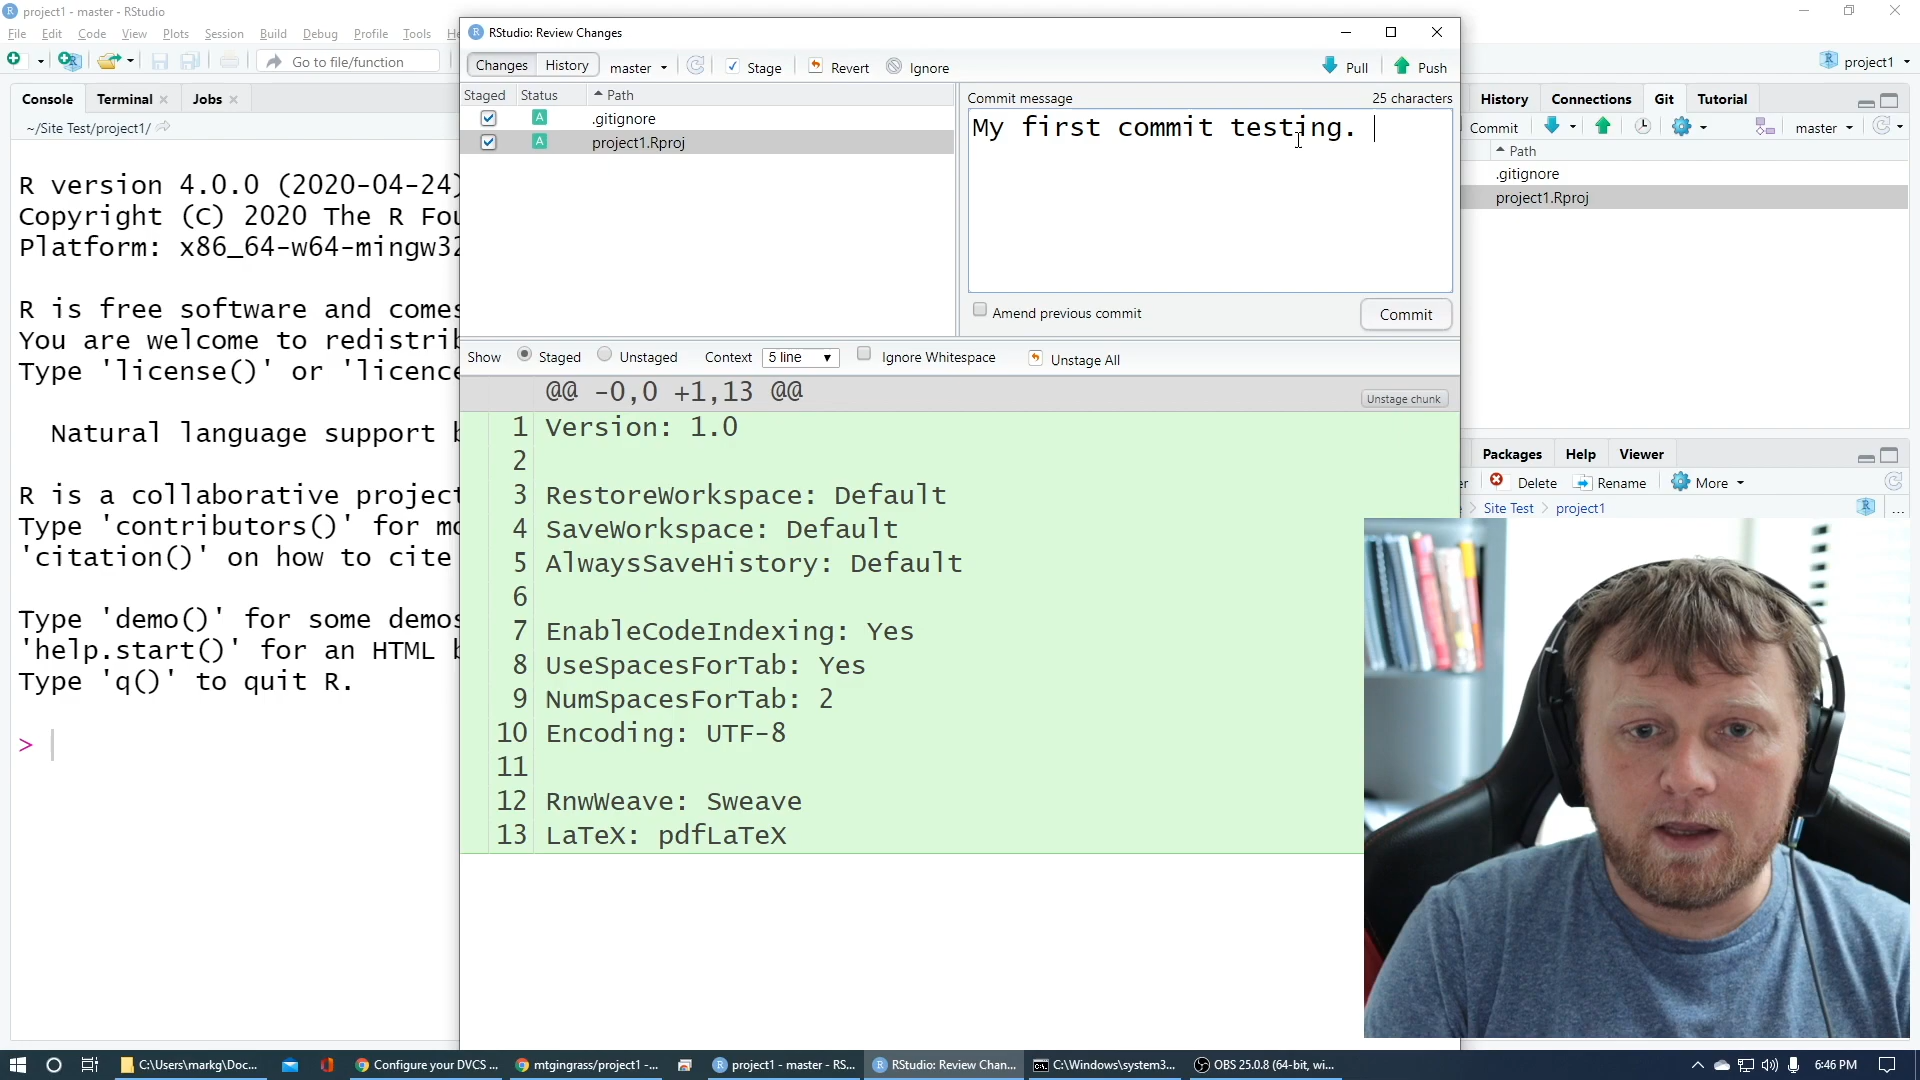 project1 - master - RStudio
File Edit Code View Plots Session Build Debug Profile Tools He
Go to file/function
project1
Console Terminal Jobs
~/Site Test/project1/
R version 4.0.0 (2020-04-24)
Copyright (C) 2020 The R Fou
Platform: x86_64-w64-mingw32
R is free software and comes
You are welcome to redistrib
Type 'license()' or 'licence
Natural language support b
R is a collaborative project
Type 'contributors()' for mo
'citation()' on how to cite
Type 'demo()' for some demos
'help.start()' for an HTML b
Type 'q()' to quit R.
>
RStudio: Review Changes
Changes History master Stage Revert Ignore Pull Push
Staged Status Path
A .gitignore
A project1.Rproj
Commit message 25 characters
My first commit testing.
Amend previous commit Commit
Show Staged Unstaged Context 5 line Ignore Whitespace Unstage All
@@ -0,0 +1,13 @@ Unstage chunk
1 Version: 1.0
2
3 RestoreWorkspace: Default
4 SaveWorkspace: Default
5 AlwaysSaveHistory: Default
6
7 EnableCodeIndexing: Yes
8 UseSpacesForTab: Yes
9 NumSpacesForTab: 2
10 Encoding: UTF-8
11
12 RnwWeave: Sweave
13 LaTeX: pdfLaTeX
History Connections Git Tutorial
Commit master
Path
.gitignore
project1.Rproj
Packages Help Viewer
er Delete Rename More ...
Site Test project1
C:\Users\markg\Doc... Configure your DVCS ... mtgingrass/project1 -... project1 - master - RS... RStudio: Review Chan... C:\Windows\system3... OBS 25.0.8 (64-bit, wi... 6:46 PM